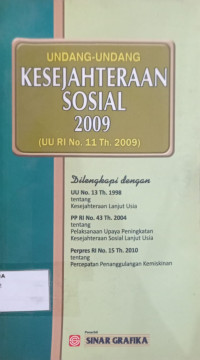 UNDANG-UNDANG
KESEJAHTERAAN
SOSIAL
2009
(UU RI No. 11 Th. 2009)
Dilengkapi dengan
UU No. 13 Th. 1998
tentang
Kesejahteraan Lanjut Usia
PP RI No. 43 Th. 2004
tentang
Pelaksanaan Upaya Peningkatan
Kesejahteraan Sosial Lanjut Usia
Perpres RI No. 15 Th. 2010
tentang
Percepatan Penanggulangan Kemiskinan
Penerbit
SINAR GRAFIKA